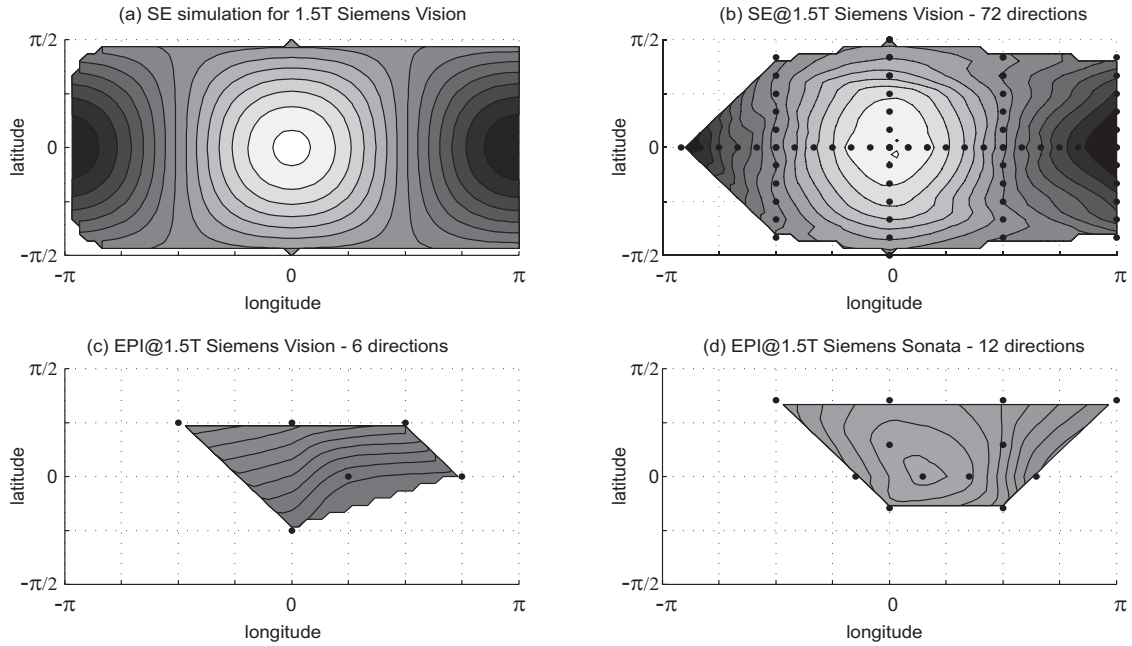 (a) SE simulation for 1.5T Siemens Vision
π/2
latitude
0
-π/2
-π
0
π
longitude
(b) SE@1.5T Siemens Vision - 72 directions
π/2
latitude
0
-π/2
-π
0
π
longitude
(c) EPI@1.5T Siemens Vision - 6 directions
π/2
latitude
0
-π/2
-π
0
π
longitude
(d) EPI@1.5T Siemens Sonata - 12 directions
π/2
latitude
0
-π/2
-π
0
π
longitude